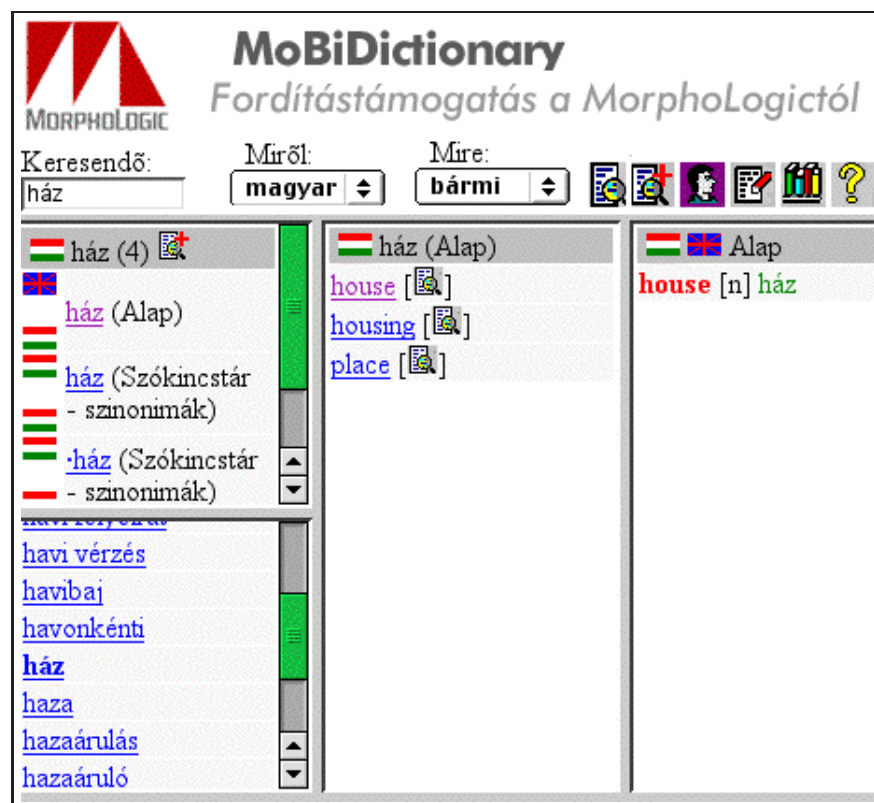 MORPHOLOGIC
MoBiDictionary
Fordítástámogatás a MorphoLogictól
Keresendõ:
Miről:
Mire:
ház
magyar
bármi
ház (4)
ház (Alap)
ház (Szókincstár
- szinonimák)
·ház (Szókincstár
- szinonimák)
havi vérzés
havibaj
havonkénti
ház
haza
hazaárulás
hazaáruló
ház (Alap)
house [ ]
housing [ ]
place [ ]
Alap
house [n] ház